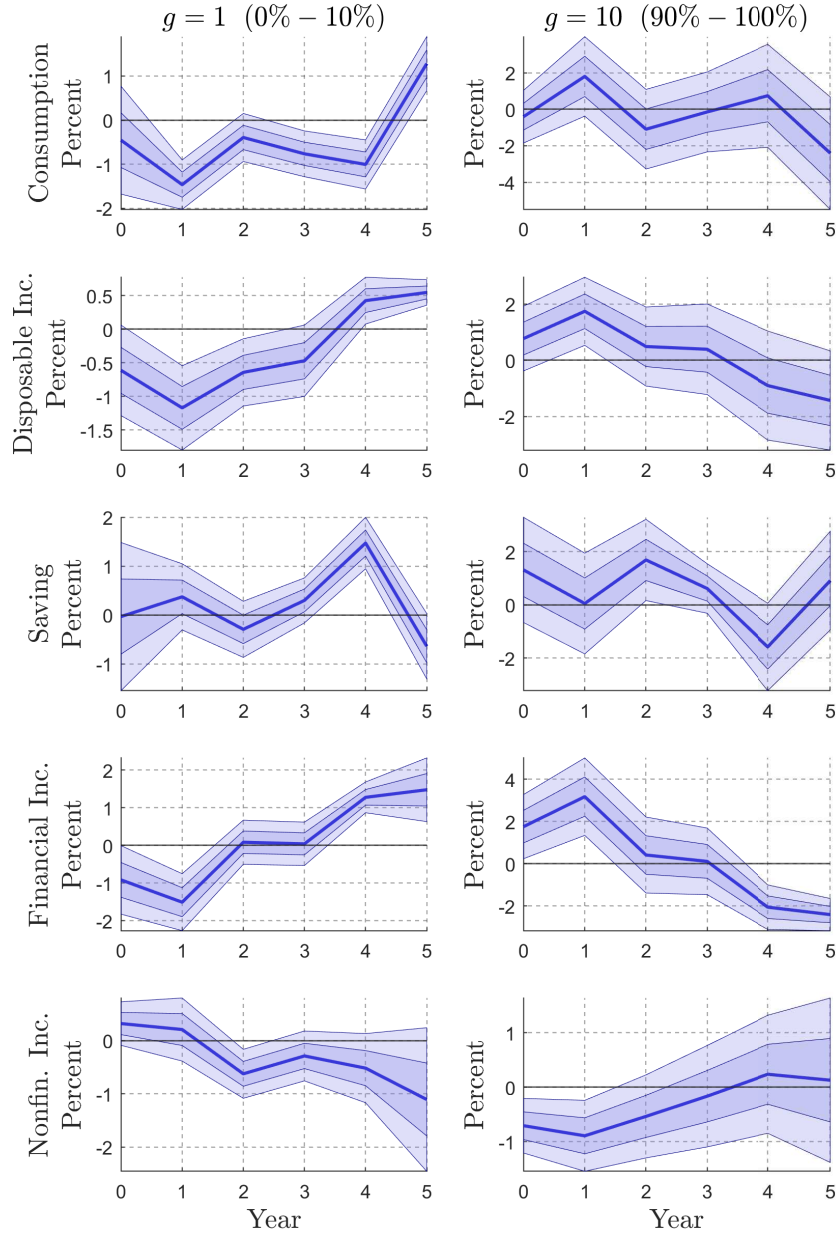 g = 1 (0% − 10%)
g = 10 (90% − 100%)
Consumption
Percent
1
0
-1
-2
0 1 2 3 4 5
Percent
2
0
-2
-4
0 1 2 3 4 5
Disposable Inc.
Percent
0.5
0
-0.5
-1
-1.5
0 1 2 3 4 5
Percent
2
0
-2
0 1 2 3 4 5
Saving
Percent
2
1
0
-1
0 1 2 3 4 5
Percent
2
0
-2
0 1 2 3 4 5
Financial Inc.
Percent
2
1
0
-1
-2
0 1 2 3 4 5
Percent
4
2
0
-2
0 1 2 3 4 5
Nonfin. Inc.
Percent
0
-1
-2
0 1 2 3 4 5
Year
Percent
1
0
-1
0 1 2 3 4 5
Year